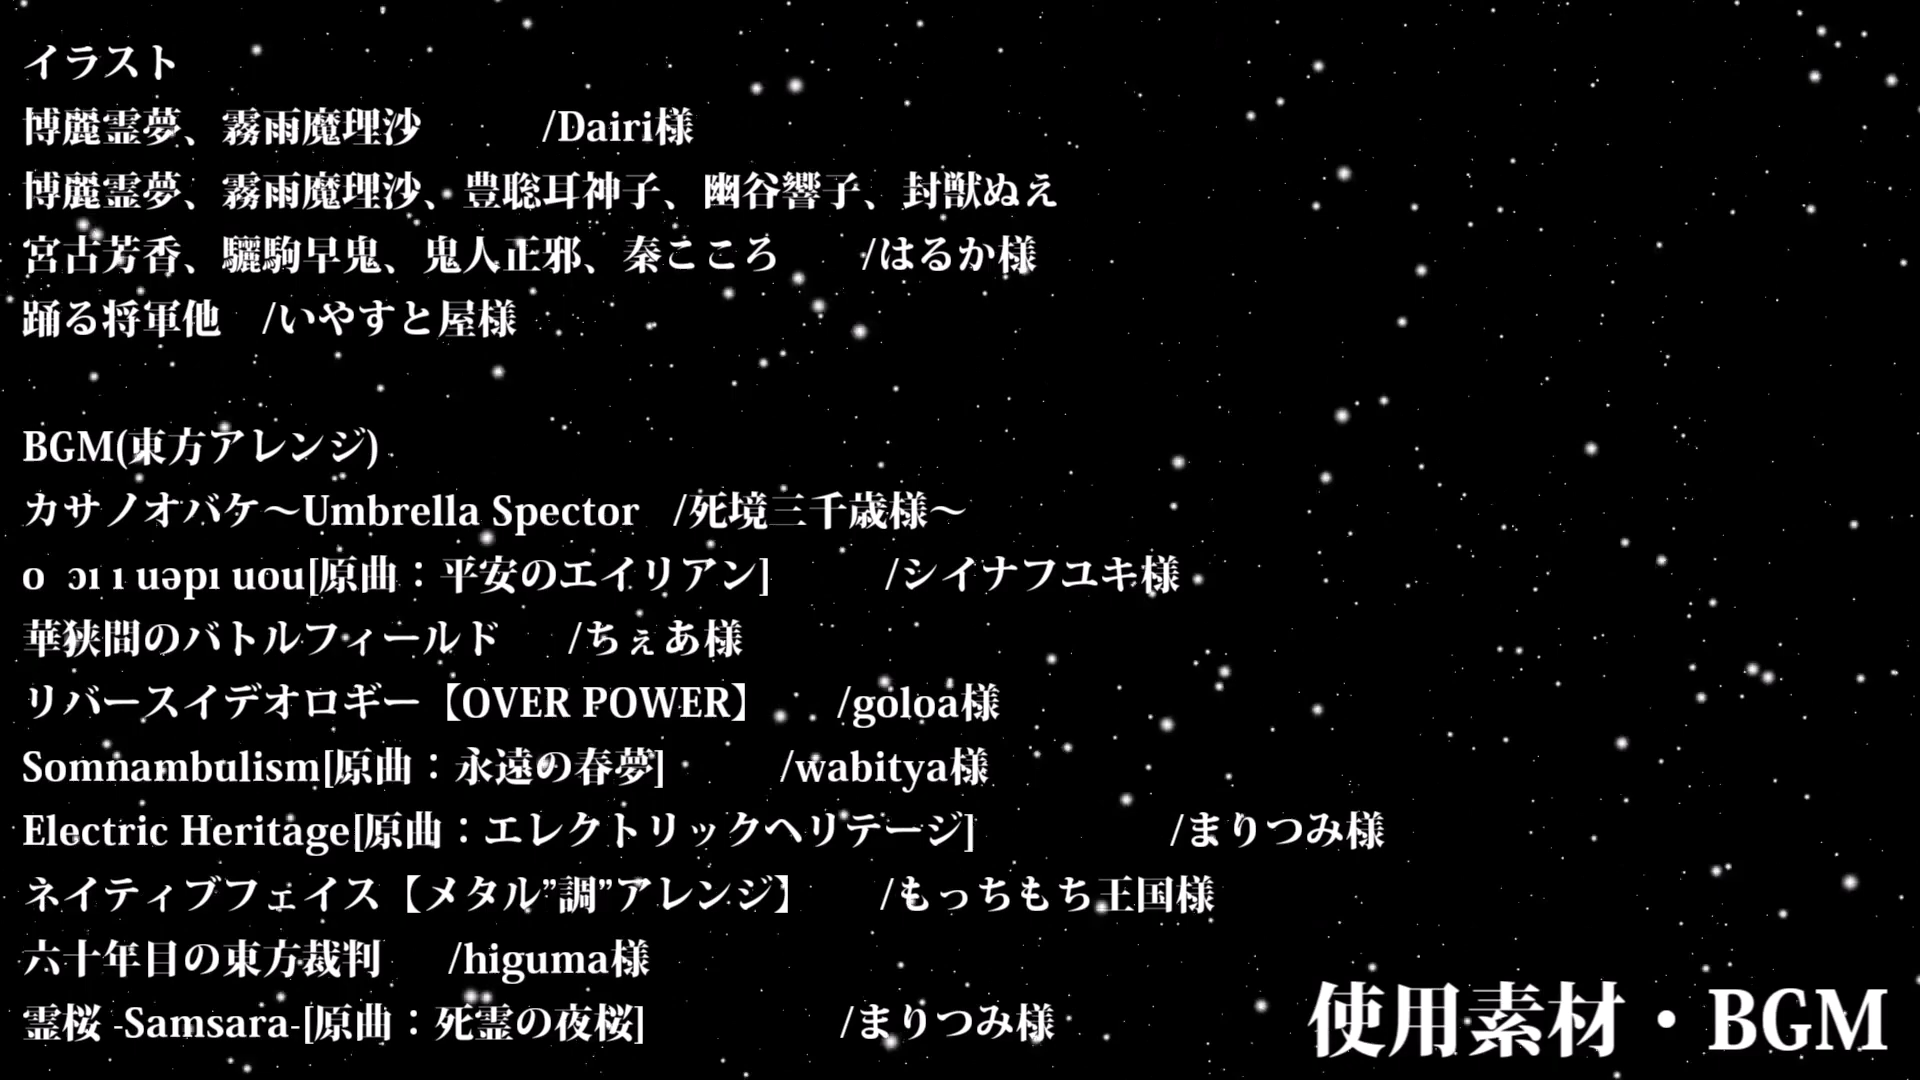 イラスト
博麗霊夢、霧雨魔理沙　　　/Dairi様
博麗霊夢、霧雨魔理沙、豊聡耳神子、幽谷響子、封獣ぬえ
宮古芳香、驪駒早鬼、鬼人正邪、秦こころ　　/はるか様
踊る将軍他　/いやすと屋様
BGM(東方アレンジ)
カサノオバケ～Umbrella Spector　/死境三千歳様～
o ɔı ı uǝpı uou[原曲：平安のエイリアン]　　　/シイナフユキ様
華狭間のバトルフィールド　　/ちぇあ様
リバースイデオロギー【OVER POWER】　　/goloa様
Somnambulism[原曲：永遠の春夢]　　　/wabitya様
Electric Heritage[原曲：エレクトリックヘリテージ]　　　　　/まりつみ様
ネイティブフェイス【メタル”調”アレンジ】　　/もっちもち王国様
六十年目の東方裁判　　/higuma様
霊桜 -Samsara-[原曲：死霊の夜桜]　　　　　/まりつみ様
使用素材・BGM